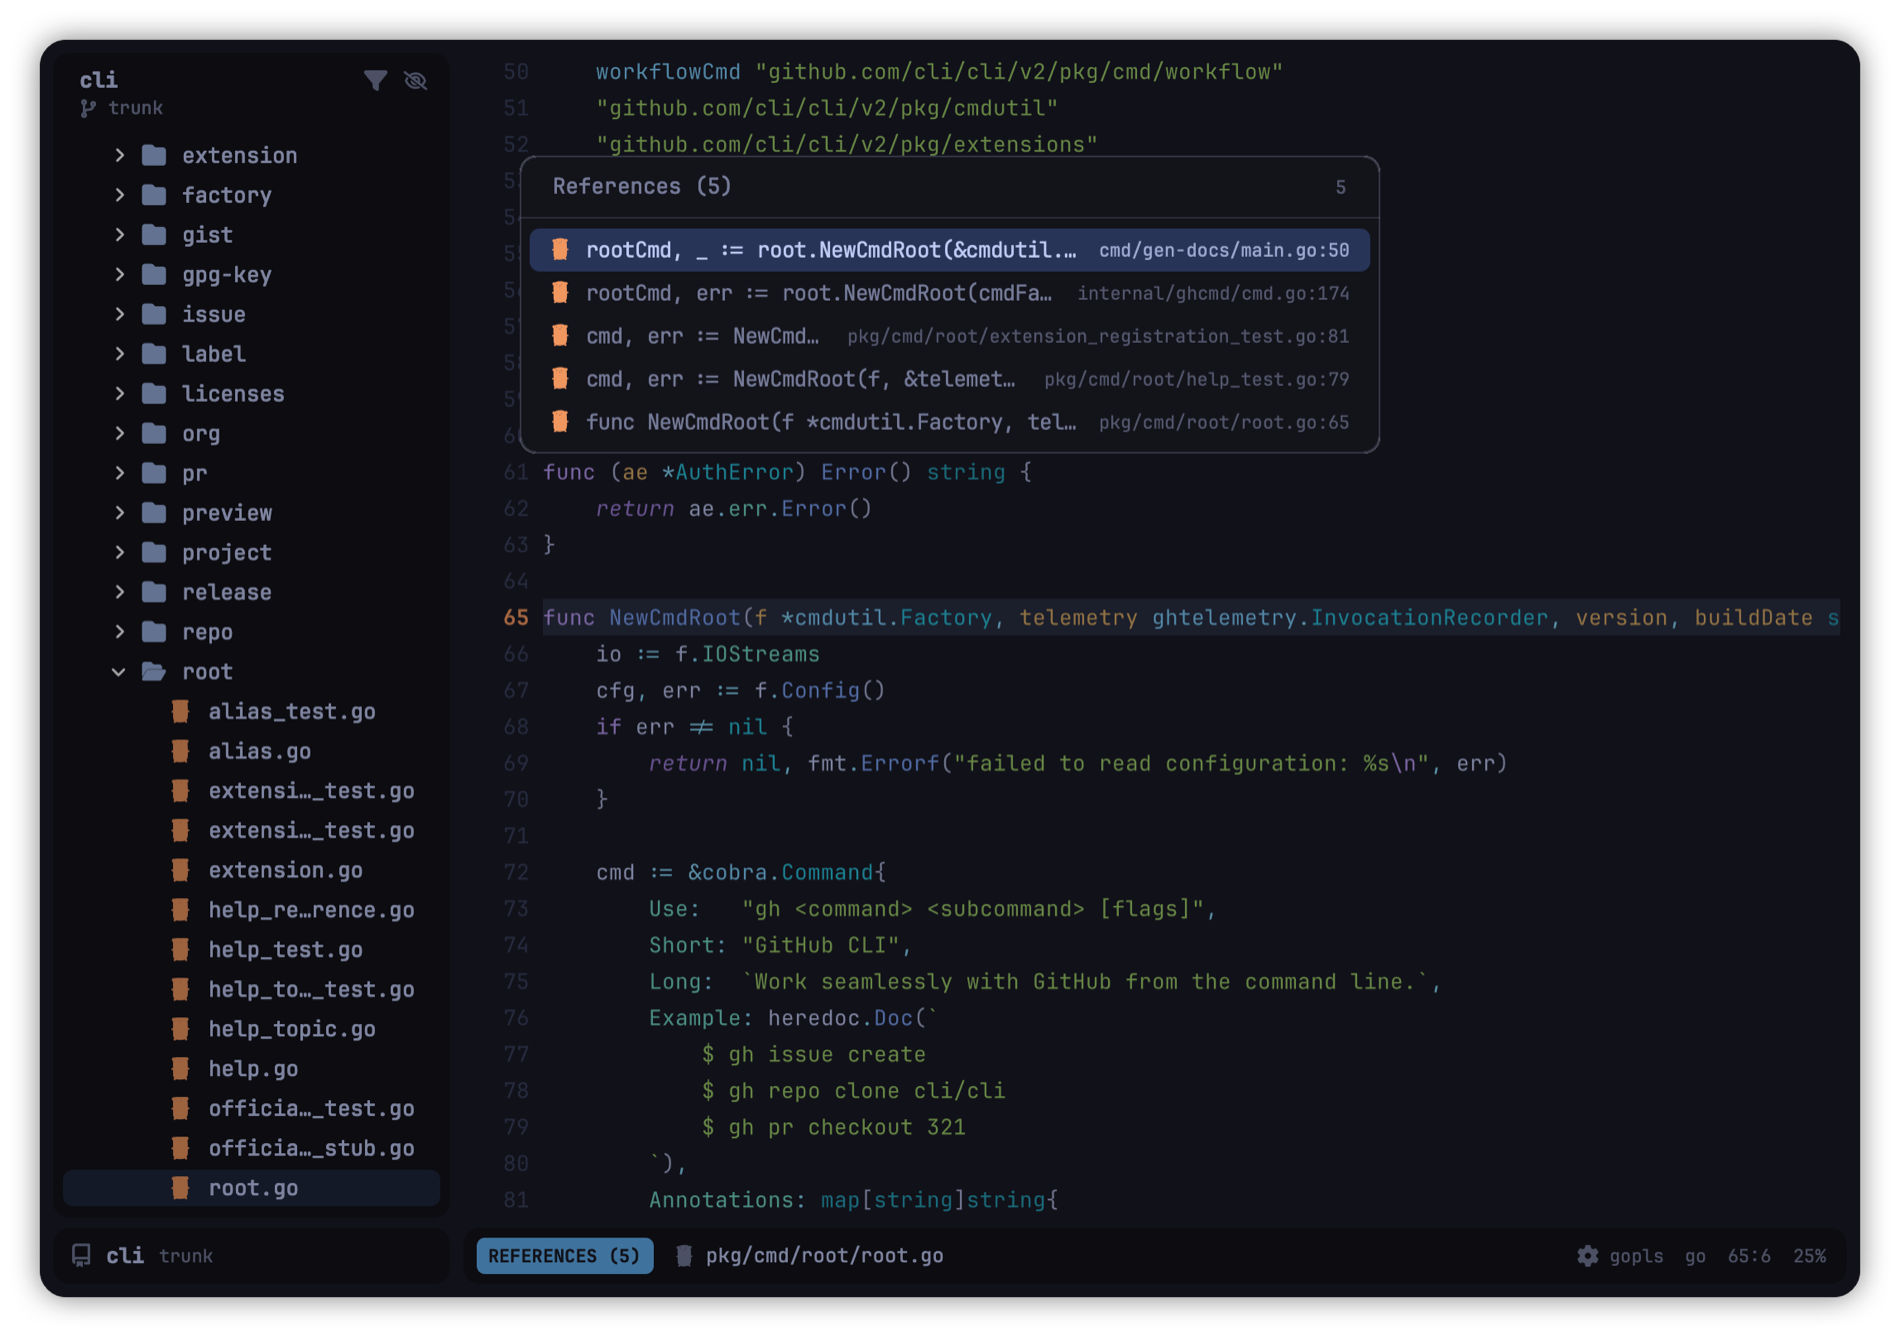 cli
trunk
extension
factory
gist
gpg-key
issue
label
licenses
org
pr
preview
project
release
repo
root
alias_test.go
alias.go
extensi…_test.go
extensi…_test.go
extension.go
help_re…rence.go
help_test.go
help_to…_test.go
help_topic.go
help.go
officia…_test.go
officia…_stub.go
root.go
cli trunk
50 workflowCmd "github.com/cli/cli/v2/pkg/cmd/workflow"
51 "github.com/cli/cli/v2/pkg/cmdutil"
52 "github.com/cli/cli/v2/pkg/extensions"
References (5) 5
rootCmd, _ := root.NewCmdRoot(&cmdutil.… cmd/gen-docs/main.go:50
rootCmd, err := root.NewCmdRoot(cmdFa… internal/ghcmd/cmd.go:174
cmd, err := NewCmd… pkg/cmd/root/extension_registration_test.go:81
cmd, err := NewCmdRoot(f, &telemet… pkg/cmd/root/help_test.go:79
func NewCmdRoot(f *cmdutil.Factory, tel… pkg/cmd/root/root.go:65
61 func (ae *AuthError) Error() string {
62 return ae.err.Error()
63 }
64
65 func NewCmdRoot(f *cmdutil.Factory, telemetry ghtelemetry.InvocationRecorder, version, buildDate s
66 io := f.IOStreams
67 cfg, err := f.Config()
68 if err != nil {
69 return nil, fmt.Errorf("failed to read configuration: %s\n", err)
70 }
71
72 cmd := &cobra.Command{
73 Use: "gh <command> <subcommand> [flags]",
74 Short: "GitHub CLI",
75 Long: `Work seamlessly with GitHub from the command line.`,
76 Example: heredoc.Doc(`
77 $ gh issue create
78 $ gh repo clone cli/cli
79 $ gh pr checkout 321
80 `),
81 Annotations: map[string]string{
REFERENCES (5) pkg/cmd/root/root.go gopls go 65:6 25%